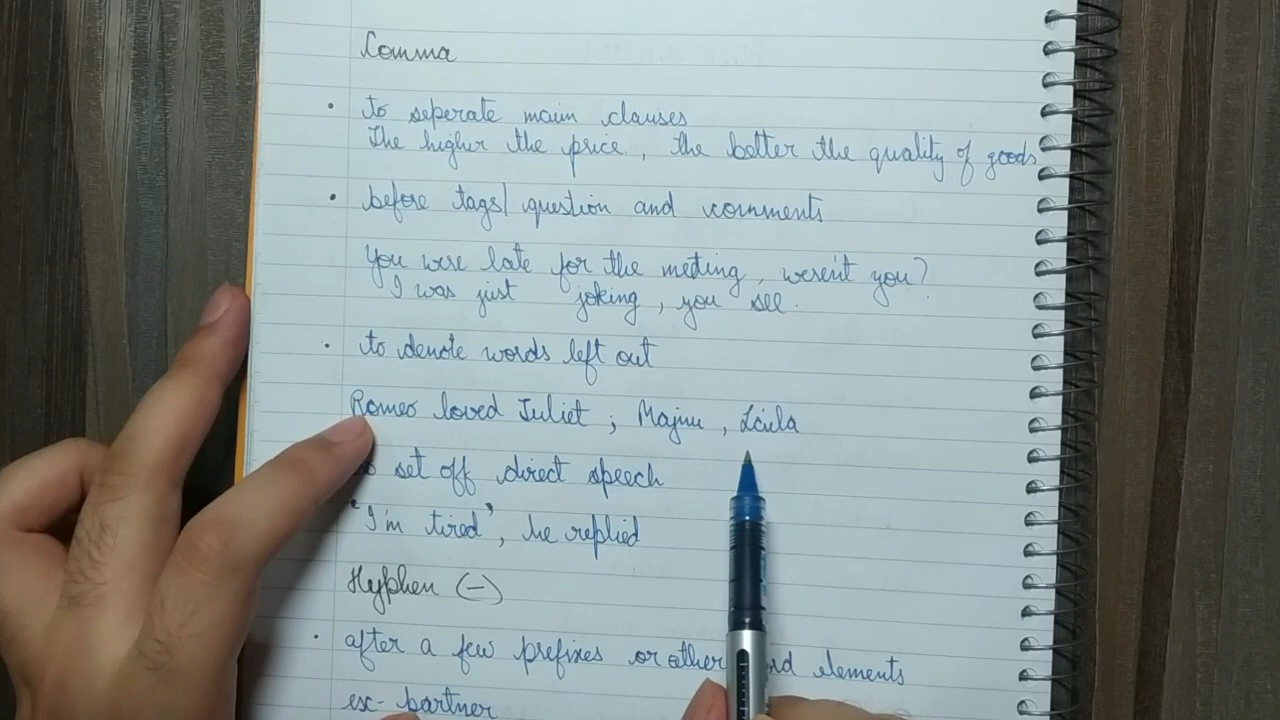 Comma
• to seperate main clauses
The higher the price, the better the quality of goods
• before tags/question and comments
You were late for the meeting, weren't you?
I was just joking, you see.
• to denote words left out
Romeo loved Juliet; Majnu, Laila
set off direct speech
'I'm tired', he replied
Hyphen (-)
• after a few prefixes or other elements
ex-partner